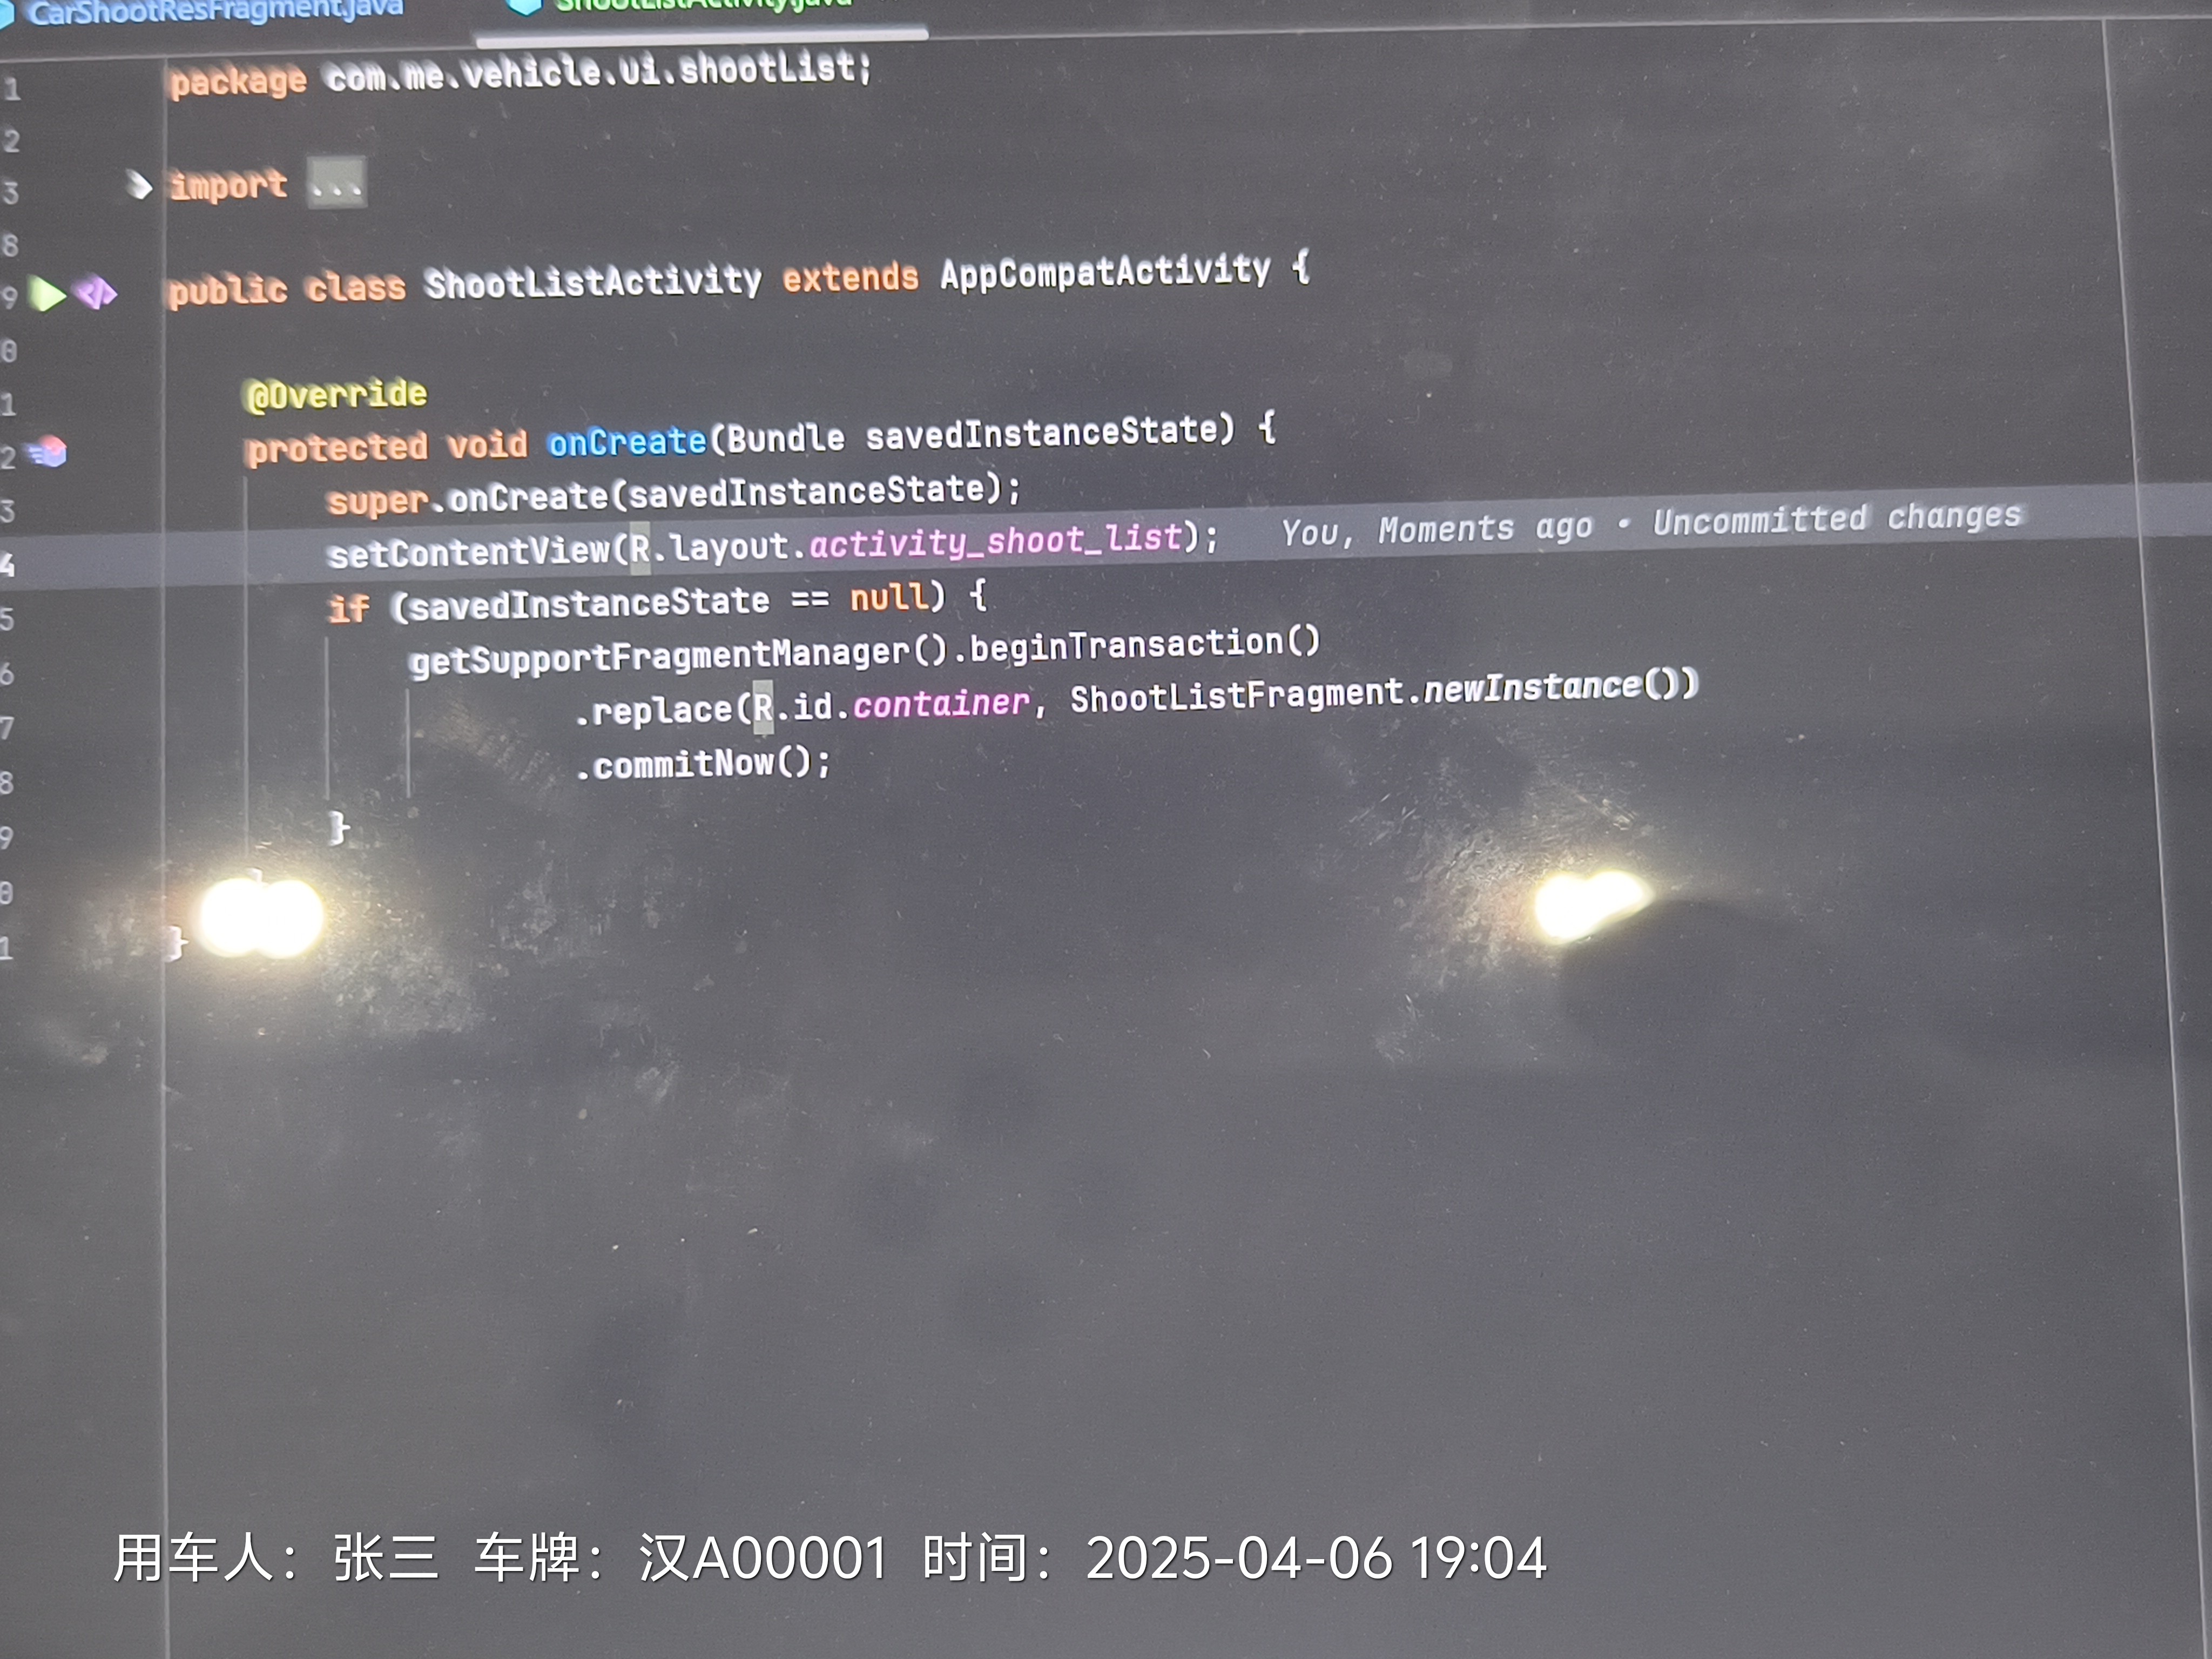 CarShootResFragment.java ShootListActivity.java
1 package com.me.vehicle.ui.shootList;
2
3 import ...
8
9 public class ShootListActivity extends AppCompatActivity {
0
1 @Override
2 protected void onCreate(Bundle savedInstanceState) {
3 super.onCreate(savedInstanceState);
4 setContentView(R.layout.activity_shoot_list); You, Moments ago • Uncommitted changes
5 if (savedInstanceState == null) {
6 getSupportFragmentManager().beginTransaction()
7 .replace(R.id.container, ShootListFragment.newInstance())
8 .commitNow();
9 }
0
1 }
用车人：张三 车牌：汉A00001 时间：2025-04-06 19:04